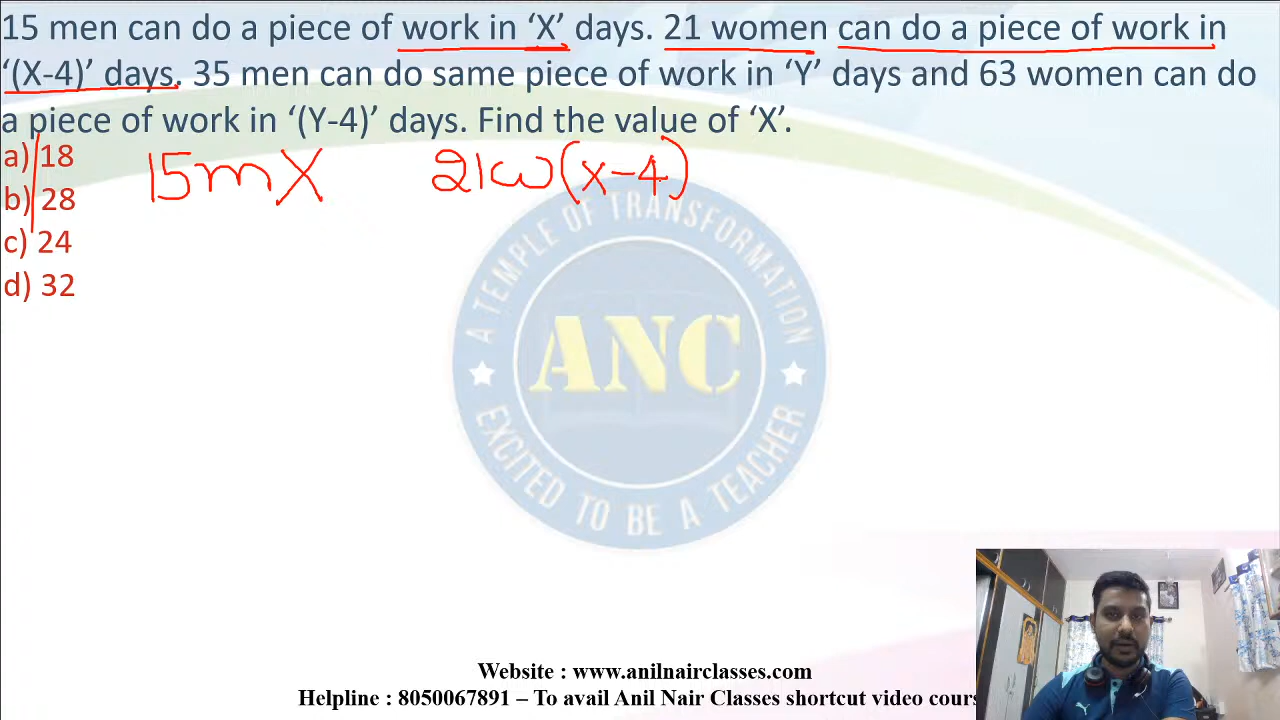 15 men can do a piece of work in ‘X’ days. 21 women can do a piece of work in
‘(X-4)’ days. 35 men can do same piece of work in ‘Y’ days and 63 women can do
a piece of work in ‘(Y-4)’ days. Find the value of ‘X’.
a) 18
b) 28
c) 24
d) 32
15mX 21w(x-4)
A TEMPLE OF TRANSFORMATION
ANC
EXCITED TO BE A TEACHER
Website : www.anilnairclasses.com
Helpline : 8050067891 – To avail Anil Nair Classes shortcut video cours